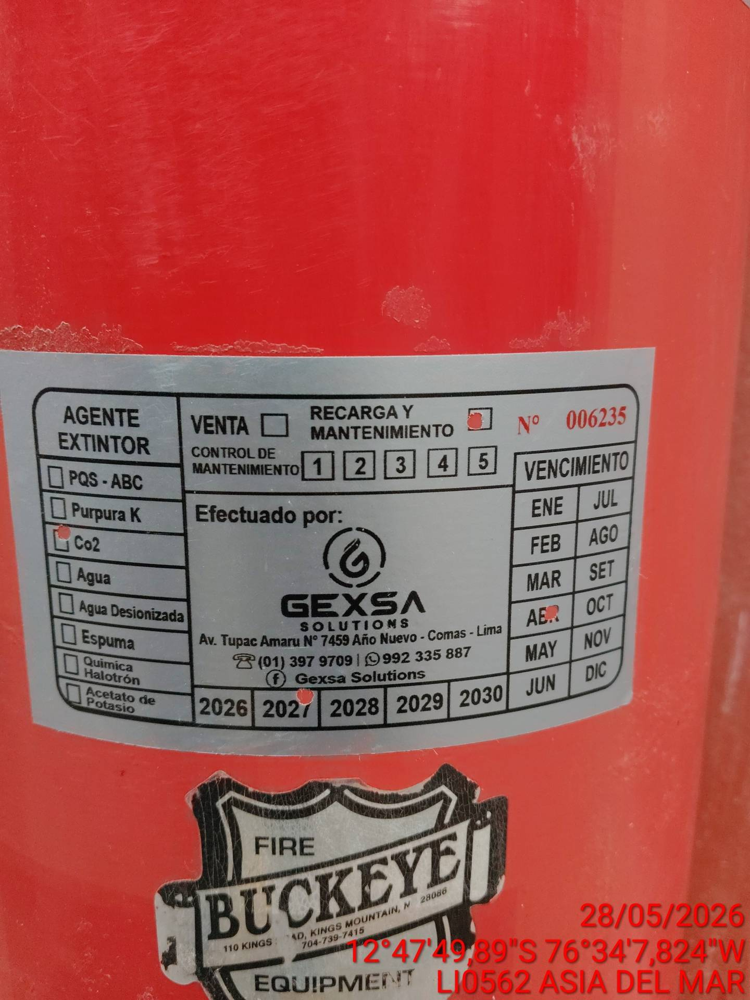 AGENTE
EXTINTOR
PQS - ABC
Purpura K
Co2
Agua
Agua Desionizada
Espuma
Quimica
Halotrón
Acetato de
Potasio
VENTA
RECARGA Y
MANTENIMIENTO
Nº 006235
CONTROL DE
MANTENIMIENTO 1 2 3 4 5
Efectuado por:
GEXSA
SOLUTIONS
Av. Tupac Amaru Nº 7459 Año Nuevo - Comas - Lima
(01) 397 9709 | 992 335 887
f Gexsa Solutions
2026 2027 2028 2029 2030
VENCIMIENTO
ENE JUL
FEB AGO
MAR SET
ABR OCT
MAY NOV
JUN DIC
FIRE
BUCKEYE
110 KINGS AD, KINGS MOUNTAIN, N 28086
704-739-7415
EQUIPMENT
28/05/2026
12°47'49,89"S 76°34'7,824"W
LI0562 ASIA DEL MAR